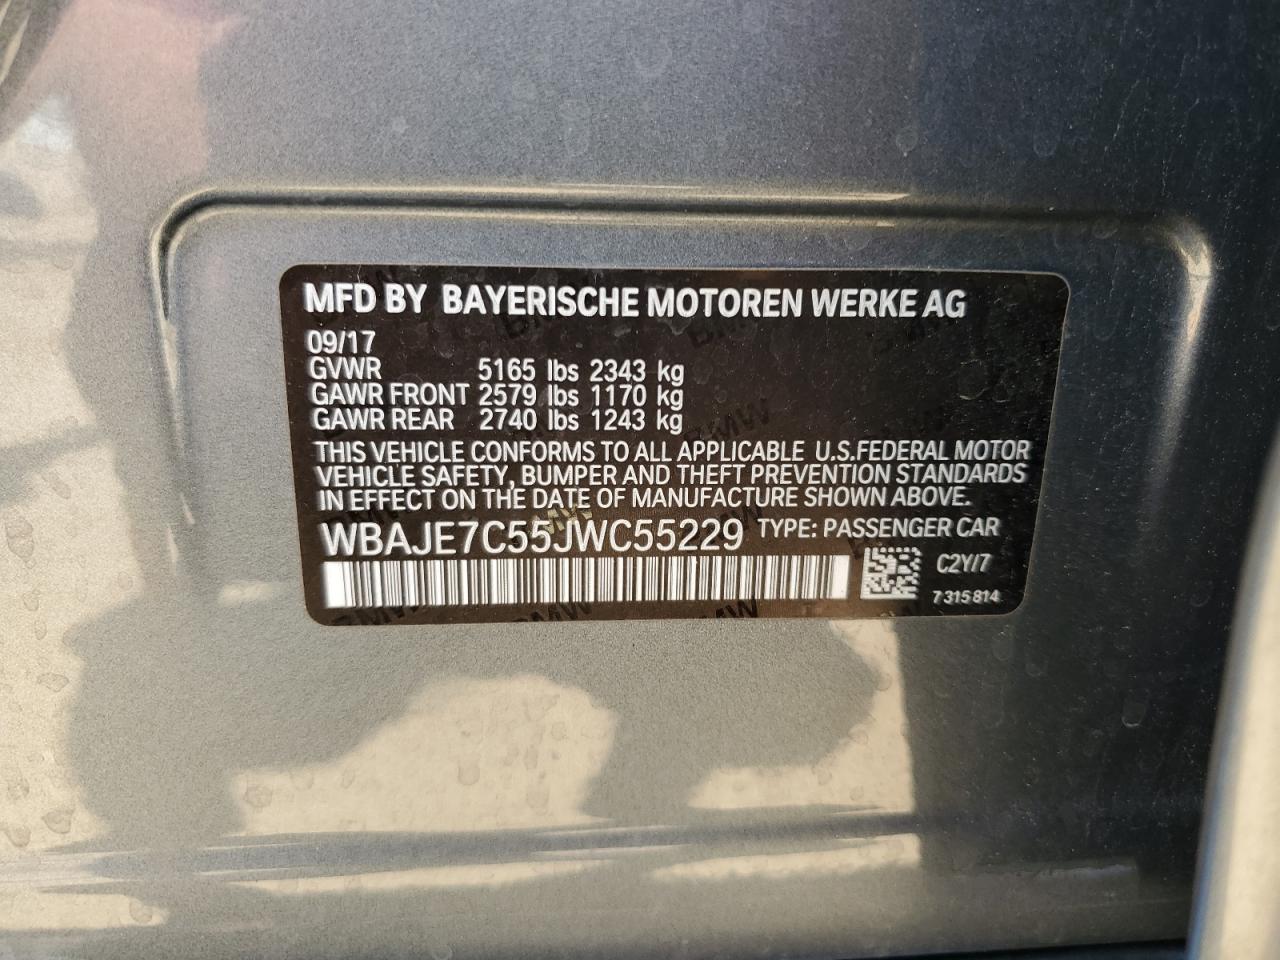 MFD BY BAYERISCHE MOTOREN WERKE AG
09/17
GVWR 5165 lbs 2343 kg
GAWR FRONT 2579 lbs 1170 kg
GAWR REAR 2740 lbs 1243 kg
THIS VEHICLE CONFORMS TO ALL APPLICABLE U.S.FEDERAL MOTOR
VEHICLE SAFETY, BUMPER AND THEFT PREVENTION STANDARDS
IN EFFECT ON THE DATE OF MANUFACTURE SHOWN ABOVE.
WBAJE7C55JWC55229 TYPE: PASSENGER CAR
C2Y/7
7 315 814